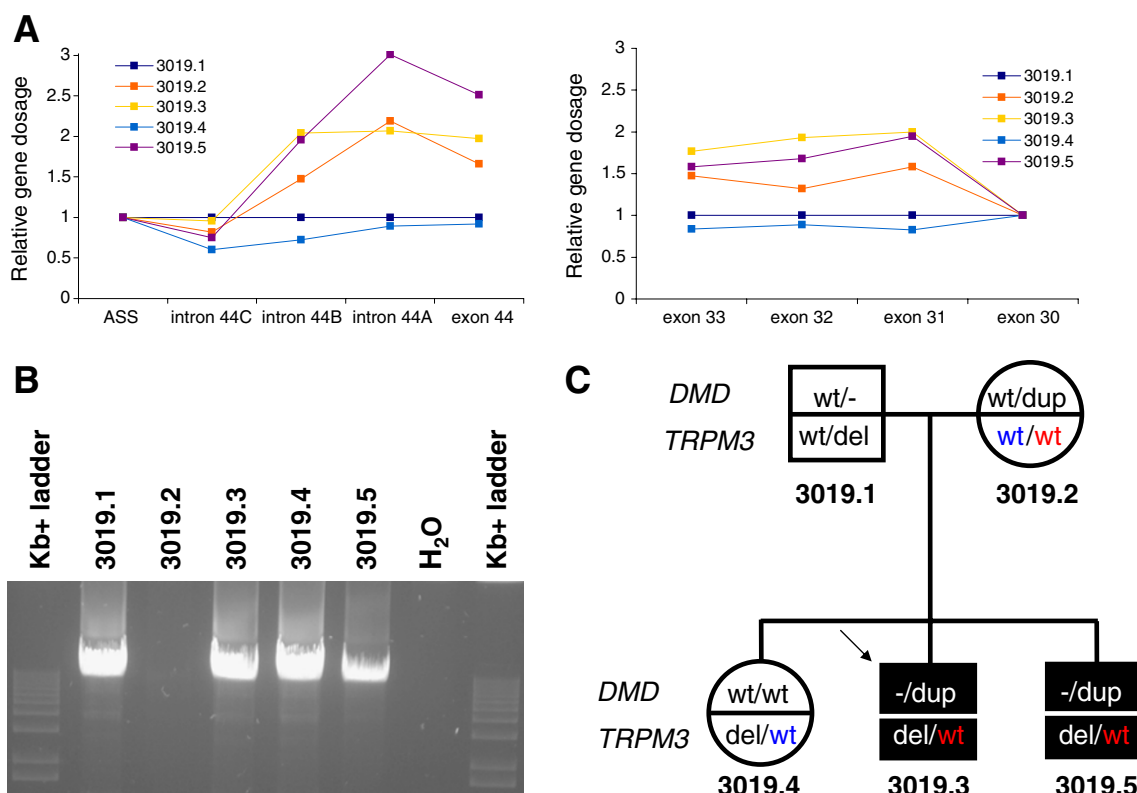 A
Relative gene dosage
3
2.5
2
1.5
1
0.5
0
3019.1
3019.2
3019.3
3019.4
3019.5
ASS intron 44C intron 44B intron 44A exon 44
Relative gene dosage
3
2.5
2
1.5
1
0.5
0
3019.1
3019.2
3019.3
3019.4
3019.5
exon 33 exon 32 exon 31 exon 30
B
Kb+ ladder
3019.1
3019.2
3019.3
3019.4
3019.5
H₂O
Kb+ ladder
C
DMD wt/- wt/dup
TRPM3 wt/del wt/wt
3019.1 3019.2
DMD wt/wt -/dup -/dup
TRPM3 del/wt del/wt del/wt
3019.4 3019.3 3019.5